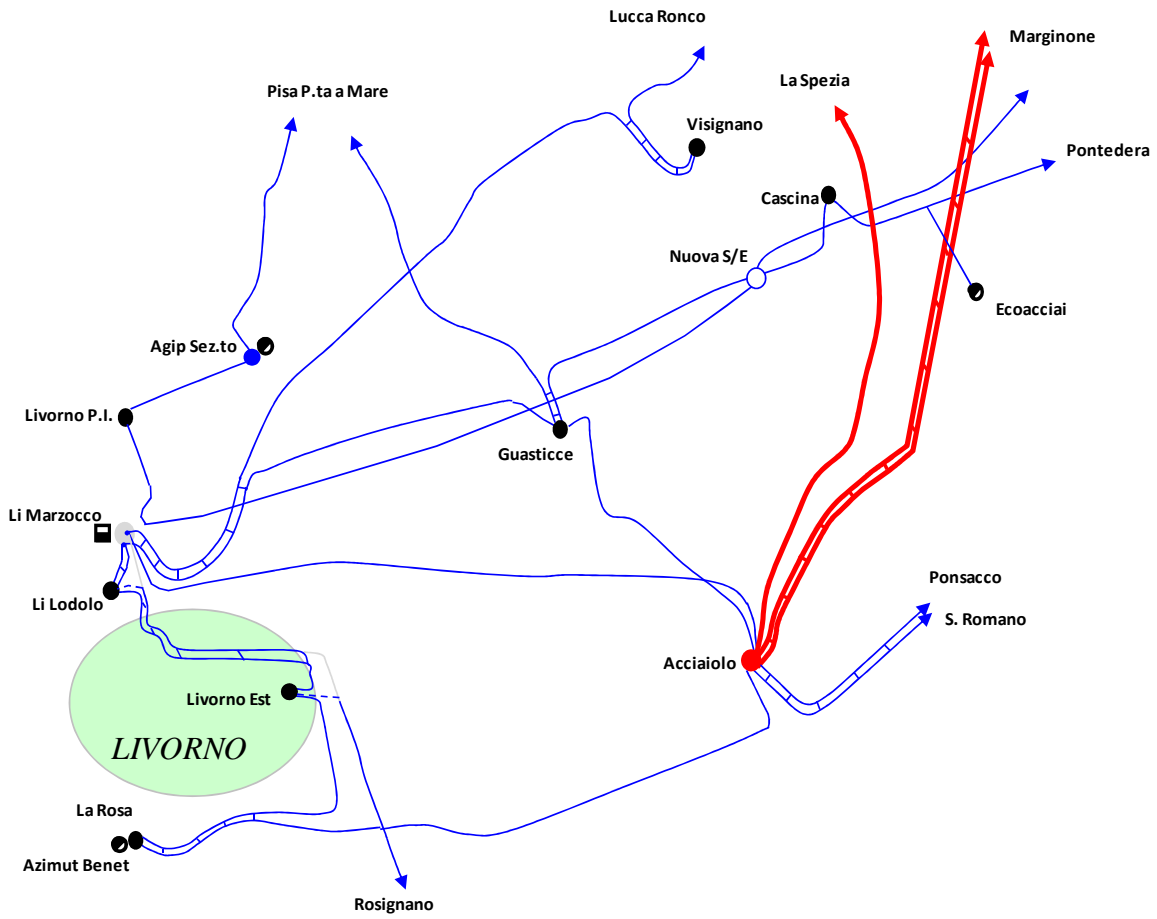 Lucca Ronco
Marginone
La Spezia
Pisa P.ta a Mare
Visignano
Pontedera
Cascina
Nuova S/E
Ecoacciai
Agip Sez.to
Livorno P.I.
Guasticce
Li Marzocco
Li Lodolo
Ponsacco
S. Romano
Acciaiolo
Livorno Est
LIVORNO
La Rosa
Azimut Benet
Rosignano